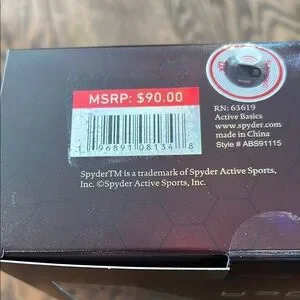 MSRP: $90.00
1 96891 08134 8
RN: 63619
Active Basics
www.spyder.com
made in China
Style # ABS91115
Spyder™ is a trademark of Spyder Active Sports,
Inc. ©Spyder Active Sports, Inc.